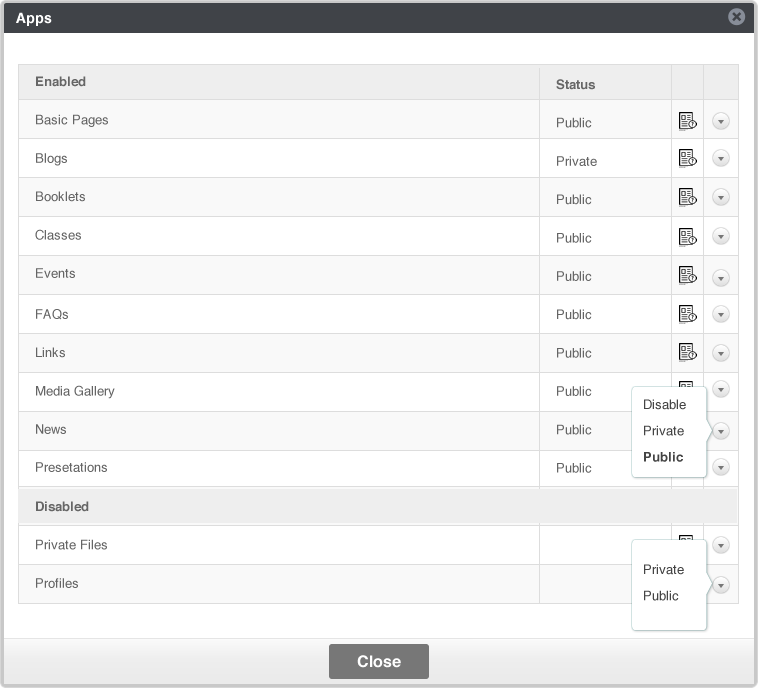 Apps
Enabled Status
Basic Pages Public
Blogs Private
Booklets Public
Classes Public
Events Public
FAQs Public
Links Public
Media Gallery Public
Disable
News Public Private
Public
Presetations Public
Disabled
Private Files
Private
Profiles
Public
Close